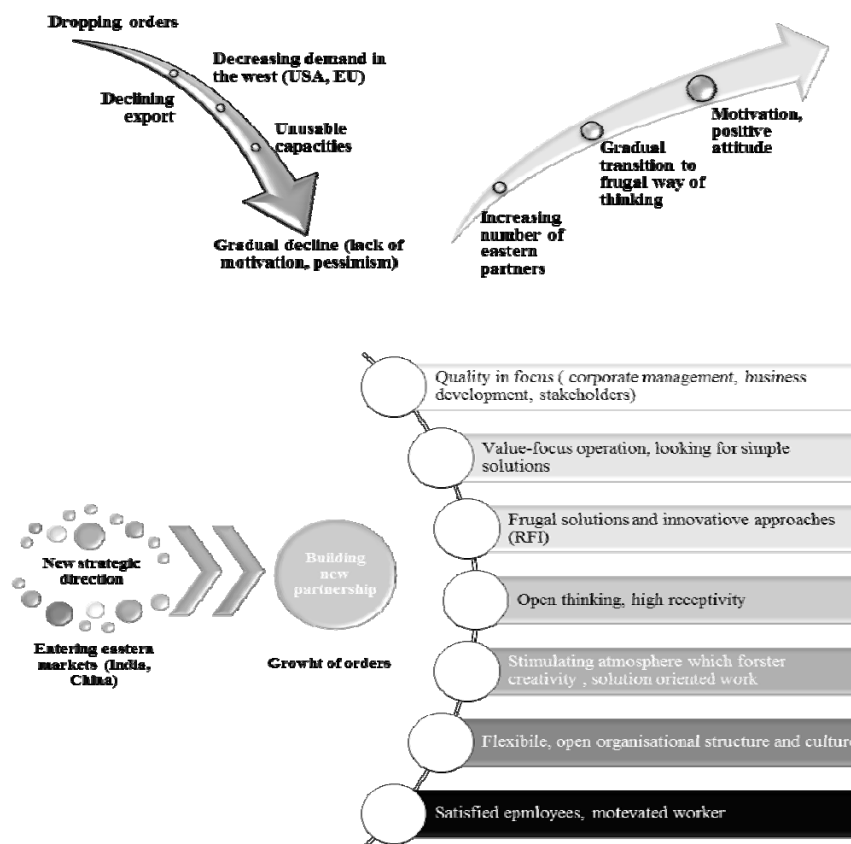 Dropping orders
Decreasing demand in
the west (USA, EU)
Declining
export
Unusable
capacities
Gradual decline (lack of
motivation, pessimism)
Motivation,
positive
attitude
Gradual
transition to
frugal way of
thinking
Increasing
number of
eastern
partners
Quality in focus ( corporate management, business
development, stakeholders)
Value-focus operation, looking for simple
solutions
Frugal solutions and innovatiove approaches
(RFI)
Open thinking, high receptivity
Stimulating atmosphere which forster
creativity , solution oriented work
Flexibile, open organisational structure and culture
Satisfied epmloyees, motevated worker
New strategic
direction
Entering eastern
markets (India,
China)
Building
new
partnership
Growht of orders